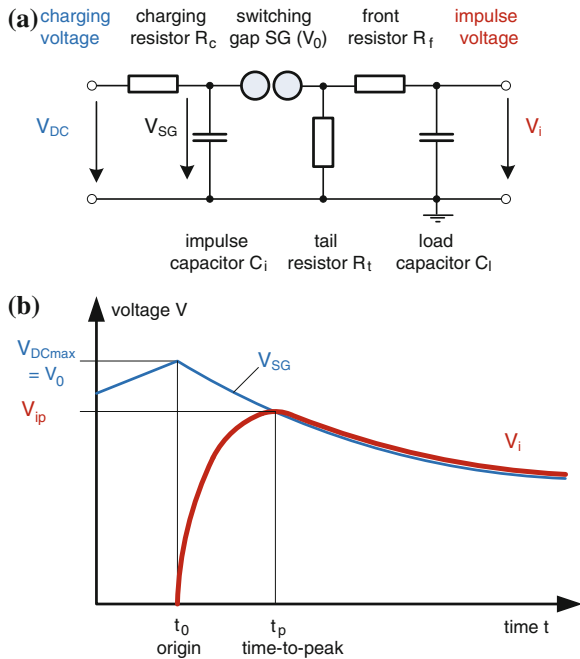 (a) charging voltage
charging resistor Rc
switching gap SG (V0)
front resistor Rf
impulse voltage
VDC
VSG
Vi
impulse capacitor Ci
tail resistor Rt
load capacitor Cl
(b)
voltage V
VDCmax
= V0
VSG
Vip
Vi
t0
origin
tp
time-to-peak
time t